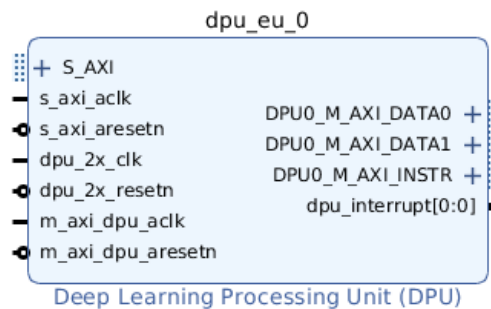 dpu_eu_0
S_AXI
s_axi_aclk
s_axi_aresetn
dpu_2x_clk
dpu_2x_resetn
m_axi_dpu_aclk
m_axi_dpu_aresetn
DPU0_M_AXI_DATA0
DPU0_M_AXI_DATA1
DPU0_M_AXI_INSTR
dpu_interrupt[0:0]
Deep Learning Processing Unit (DPU)